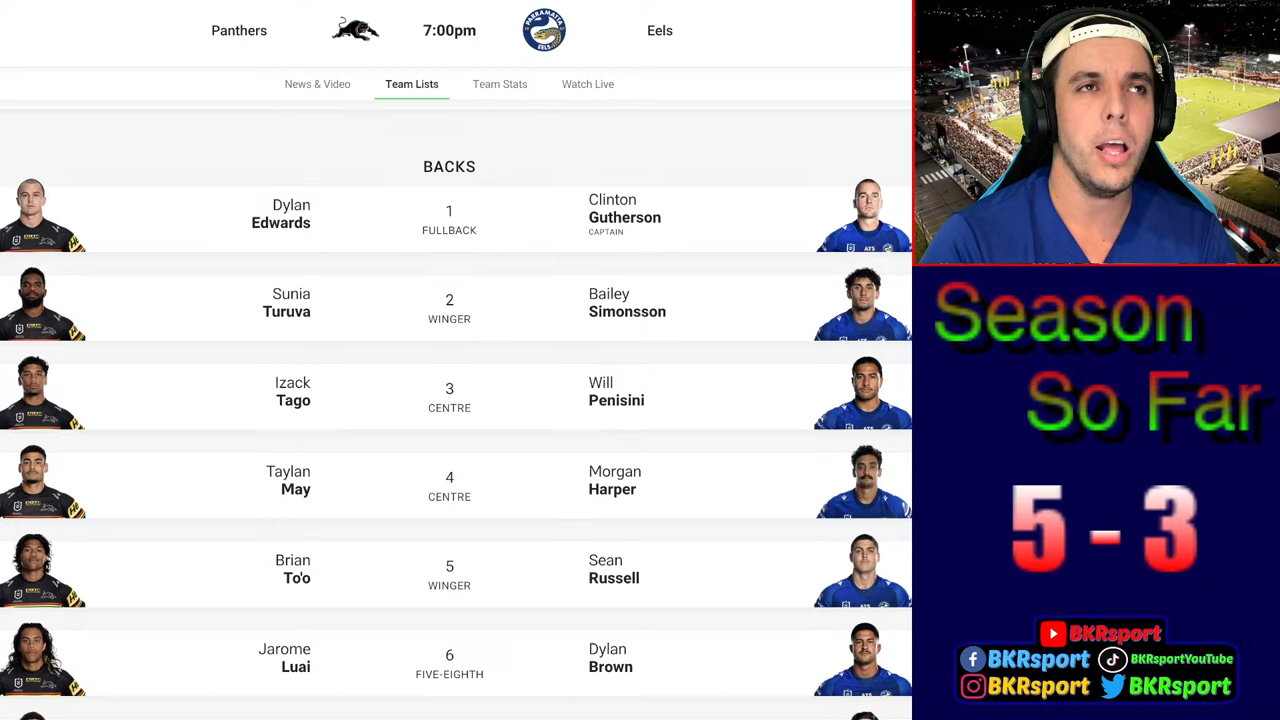 Panthers
7:00pm
PARRAMATTA
EELS
Eels
News & Video
Team Lists
Team Stats
Watch Live
BACKS
Dylan
Edwards
1
FULLBACK
Clinton
Gutherson
CAPTAIN
Sunia
Turuva
2
WINGER
Bailey
Simonsson
Izack
Tago
3
CENTRE
Will
Penisini
Taylan
May
4
CENTRE
Morgan
Harper
Brian
To'o
5
WINGER
Sean
Russell
Jarome
Luai
6
FIVE-EIGHTH
Dylan
Brown
Season
So Far
5 - 3
BKRsport
BKRsport
BKRsportYouTube
BKRsport
BKRsport